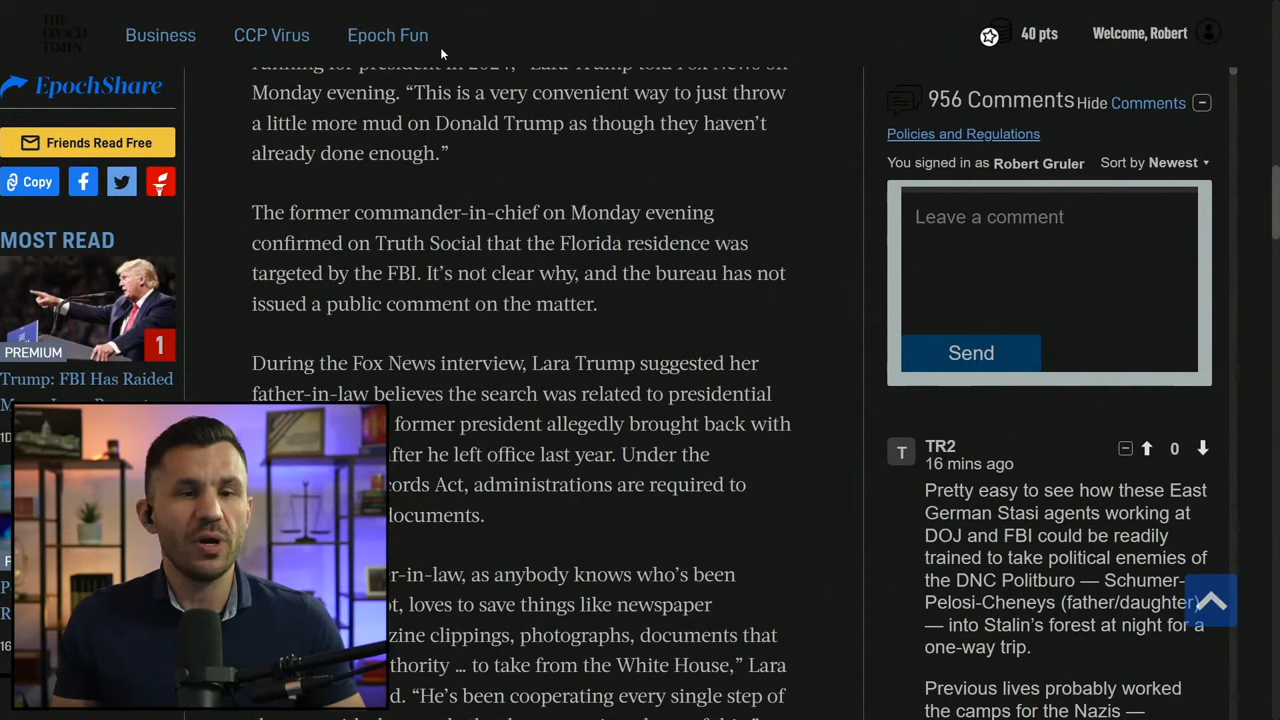 THE
EPOCH
TIMES
Business
CCP Virus
Epoch Fun
40 pts
Welcome, Robert
EpochShare
Friends Read Free
Copy
MOST READ
PREMIUM
1
Trump: FBI Has Raided
running for president in 2024,” Lara Trump told Fox News on
Monday evening. “This is a very convenient way to just throw
a little more mud on Donald Trump as though they haven’t
already done enough.”
The former commander-in-chief on Monday evening
confirmed on Truth Social that the Florida residence was
targeted by the FBI. It’s not clear why, and the bureau has not
issued a public comment on the matter.
During the Fox News interview, Lara Trump suggested her
father-in-law believes the search was related to presidential
former president allegedly brought back with
fter he left office last year. Under the
cords Act, administrations are required to
documents.
r-in-law, as anybody knows who’s been
t, loves to save things like newspaper
zine clippings, photographs, documents that
thority … to take from the White House,” Lara
d. “He’s been cooperating every single step of
956 Comments
Hide Comments
Policies and Regulations
You signed in as Robert Gruler
Sort by Newest
Leave a comment
Send
T
TR2
0
16 mins ago
Pretty easy to see how these East
German Stasi agents working at
DOJ and FBI could be readily
trained to take political enemies of
the DNC Politburo — Schumer-
Pelosi-Cheneys (father/daughter)
— into Stalin’s forest at night for a
one-way trip.
Previous lives probably worked
the camps for the Nazis —